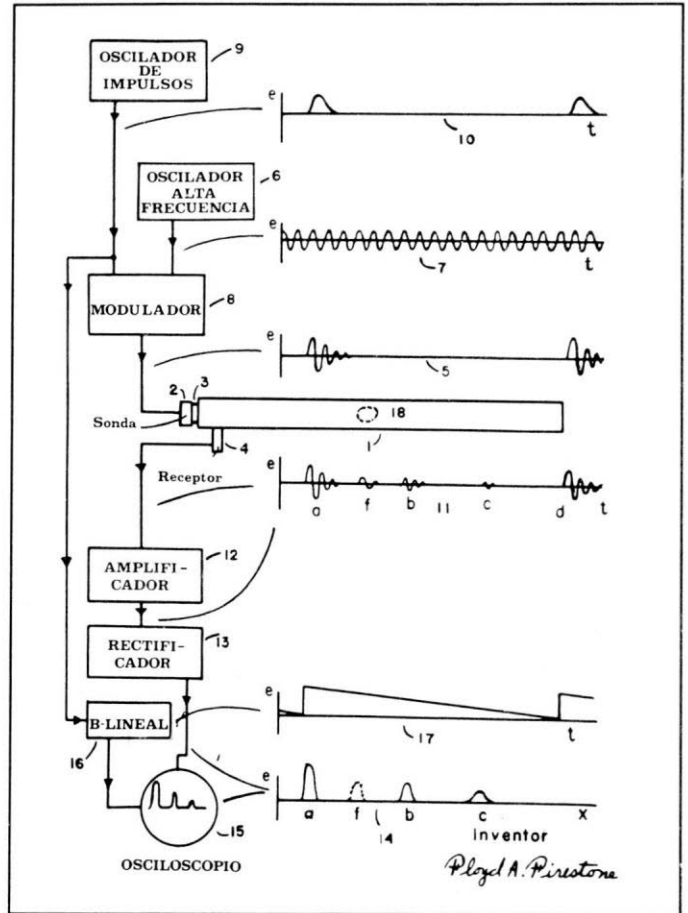 9
OSCILADOR
DE
IMPULSOS
e
10
t
OSCILADOR
ALTA
FRECUENCIA
6
e
7
t
MODULADOR
8
e
5
2
3
Sonda
18
1
4
Receptor
e
a
f
b
11
c
d
t
12
AMPLIFI-
CADOR
13
RECTIFI-
CADOR
B-LINEAL
16
e
17
t
e
a
f
14
b
c
x
15
OSCILOSCOPIO
Inventor
Floyd A. Firestone